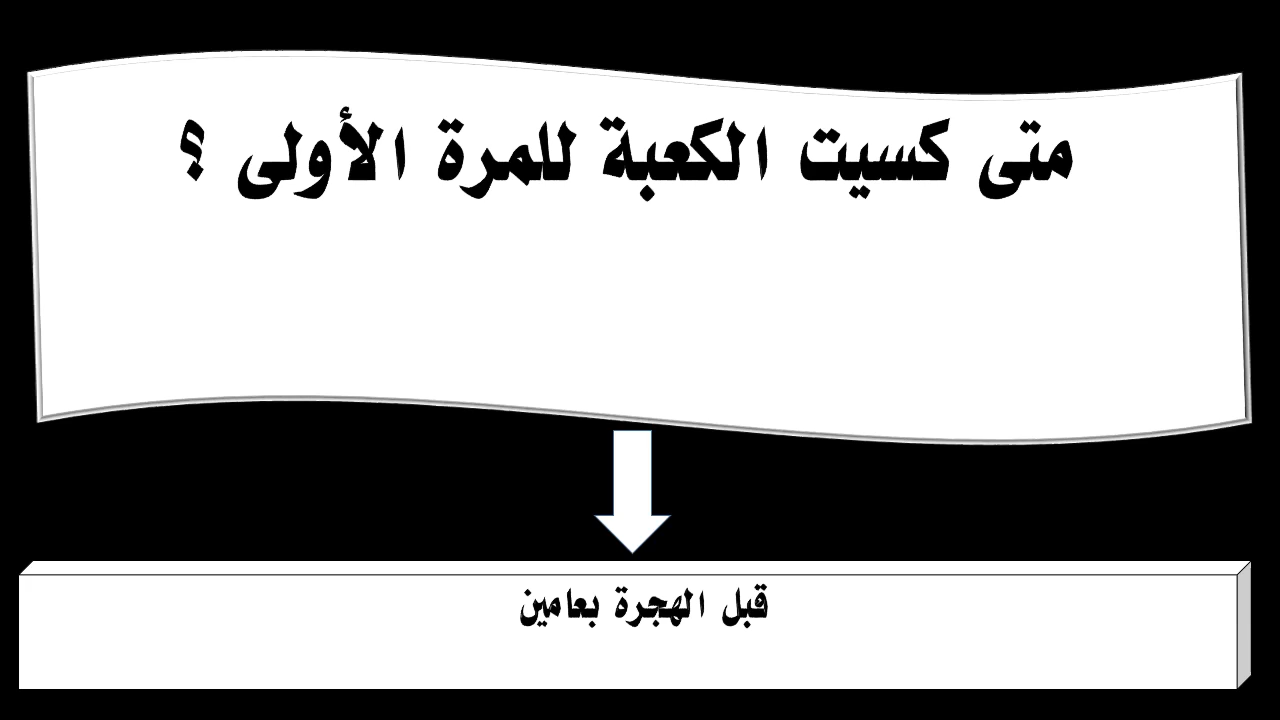 متى كسيت الكعبة للمرة الأولى ؟
قبل الهجرة بعامين